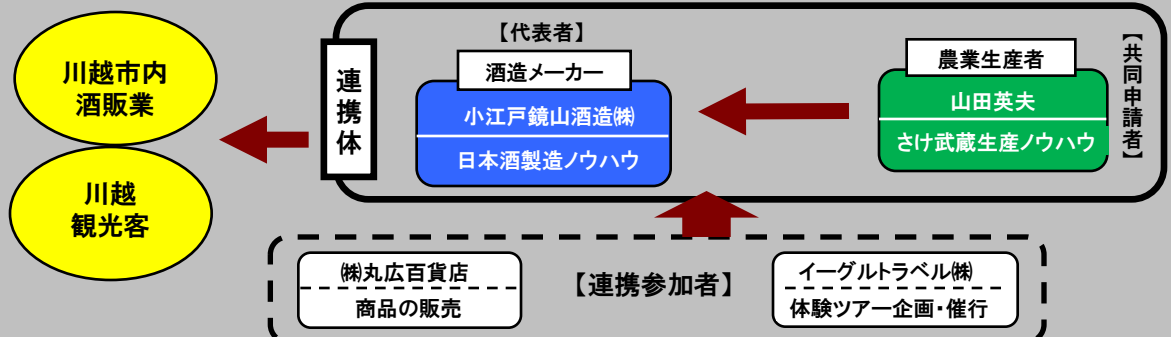 川越市内
酒販業
川越
観光客
連携体
【代表者】
酒造メーカー
小江戸鏡山酒造㈱
日本酒製造ノウハウ
農業生産者
山田英夫
さけ武蔵生産ノウハウ
【共同申請者】
㈱丸広百貨店
商品の販売
【連携参加者】
イーグルトラベル㈱
体験ツアー企画・催行